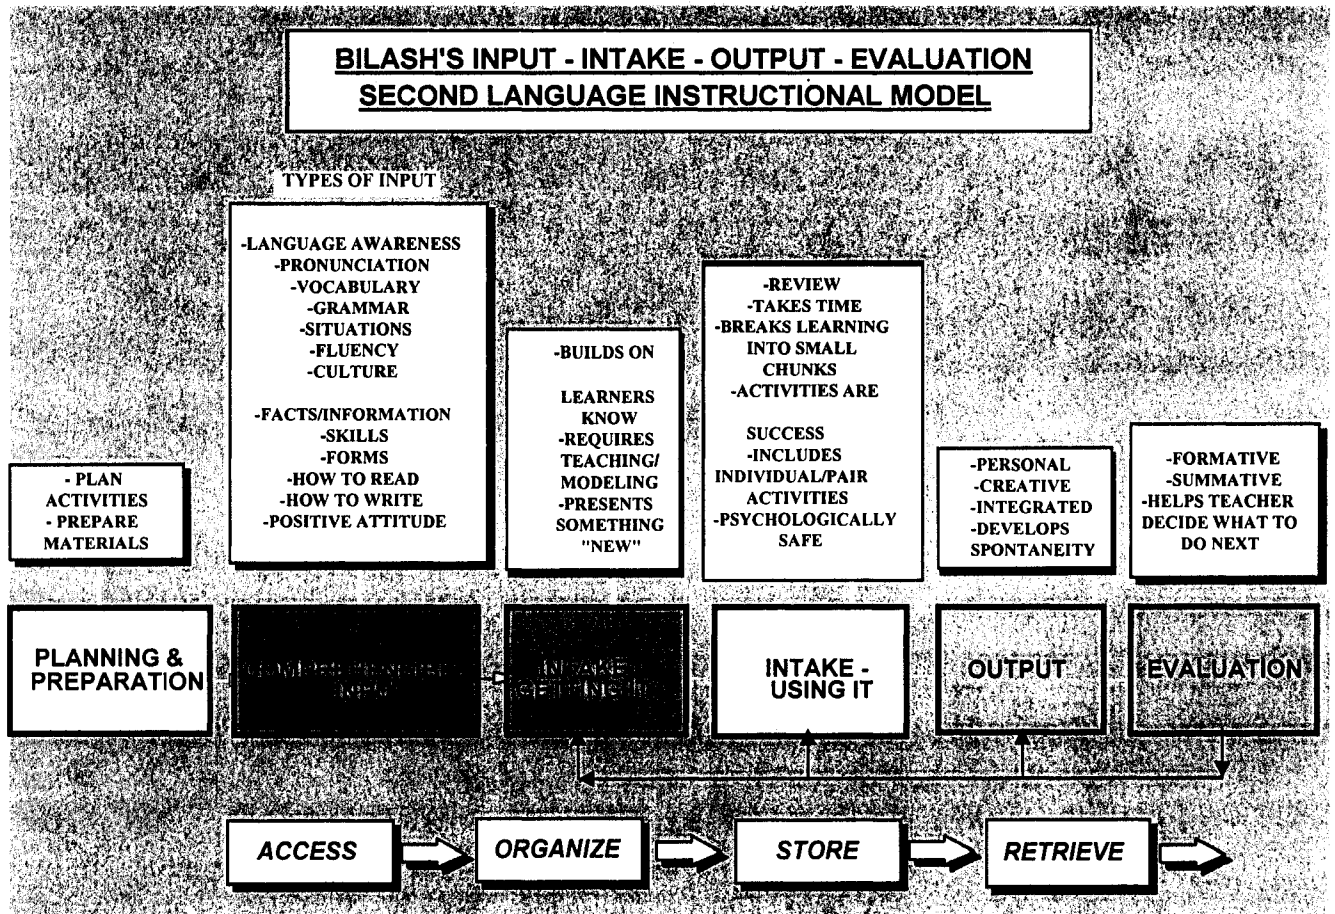 BILASH'S INPUT - INTAKE - OUTPUT - EVALUATION
SECOND LANGUAGE INSTRUCTIONAL MODEL
TYPES OF INPUT
-LANGUAGE AWARENESS
-PRONUNCIATION
-VOCABULARY
-GRAMMAR
-SITUATIONS
-FLUENCY
-CULTURE
-FACTS/INFORMATION
-SKILLS
-FORMS
-HOW TO READ
-HOW TO WRITE
-POSITIVE ATTITUDE
-BUILDS ON
LEARNERS
KNOW
-REQUIRES
TEACHING/
MODELING
-PRESENTS
SOMETHING
"NEW"
-REVIEW
-TAKES TIME
-BREAKS LEARNING
INTO SMALL
CHUNKS
-ACTIVITIES ARE
SUCCESS
-INCLUDES
INDIVIDUAL/PAIR
ACTIVITIES
-PSYCHOLOGICALLY
SAFE
- PLAN
ACTIVITIES
- PREPARE
MATERIALS
-PERSONAL
-CREATIVE
-INTEGRATED
-DEVELOPS
SPONTANEITY
-FORMATIVE
-SUMMATIVE
-HELPS TEACHER
DECIDE WHAT TO
DO NEXT
PLANNING &
PREPARATION
INPUT
INTAKE -
GETTING IT
INTAKE -
USING IT
OUTPUT
EVALUATION
ACCESS
ORGANIZE
STORE
RETRIEVE